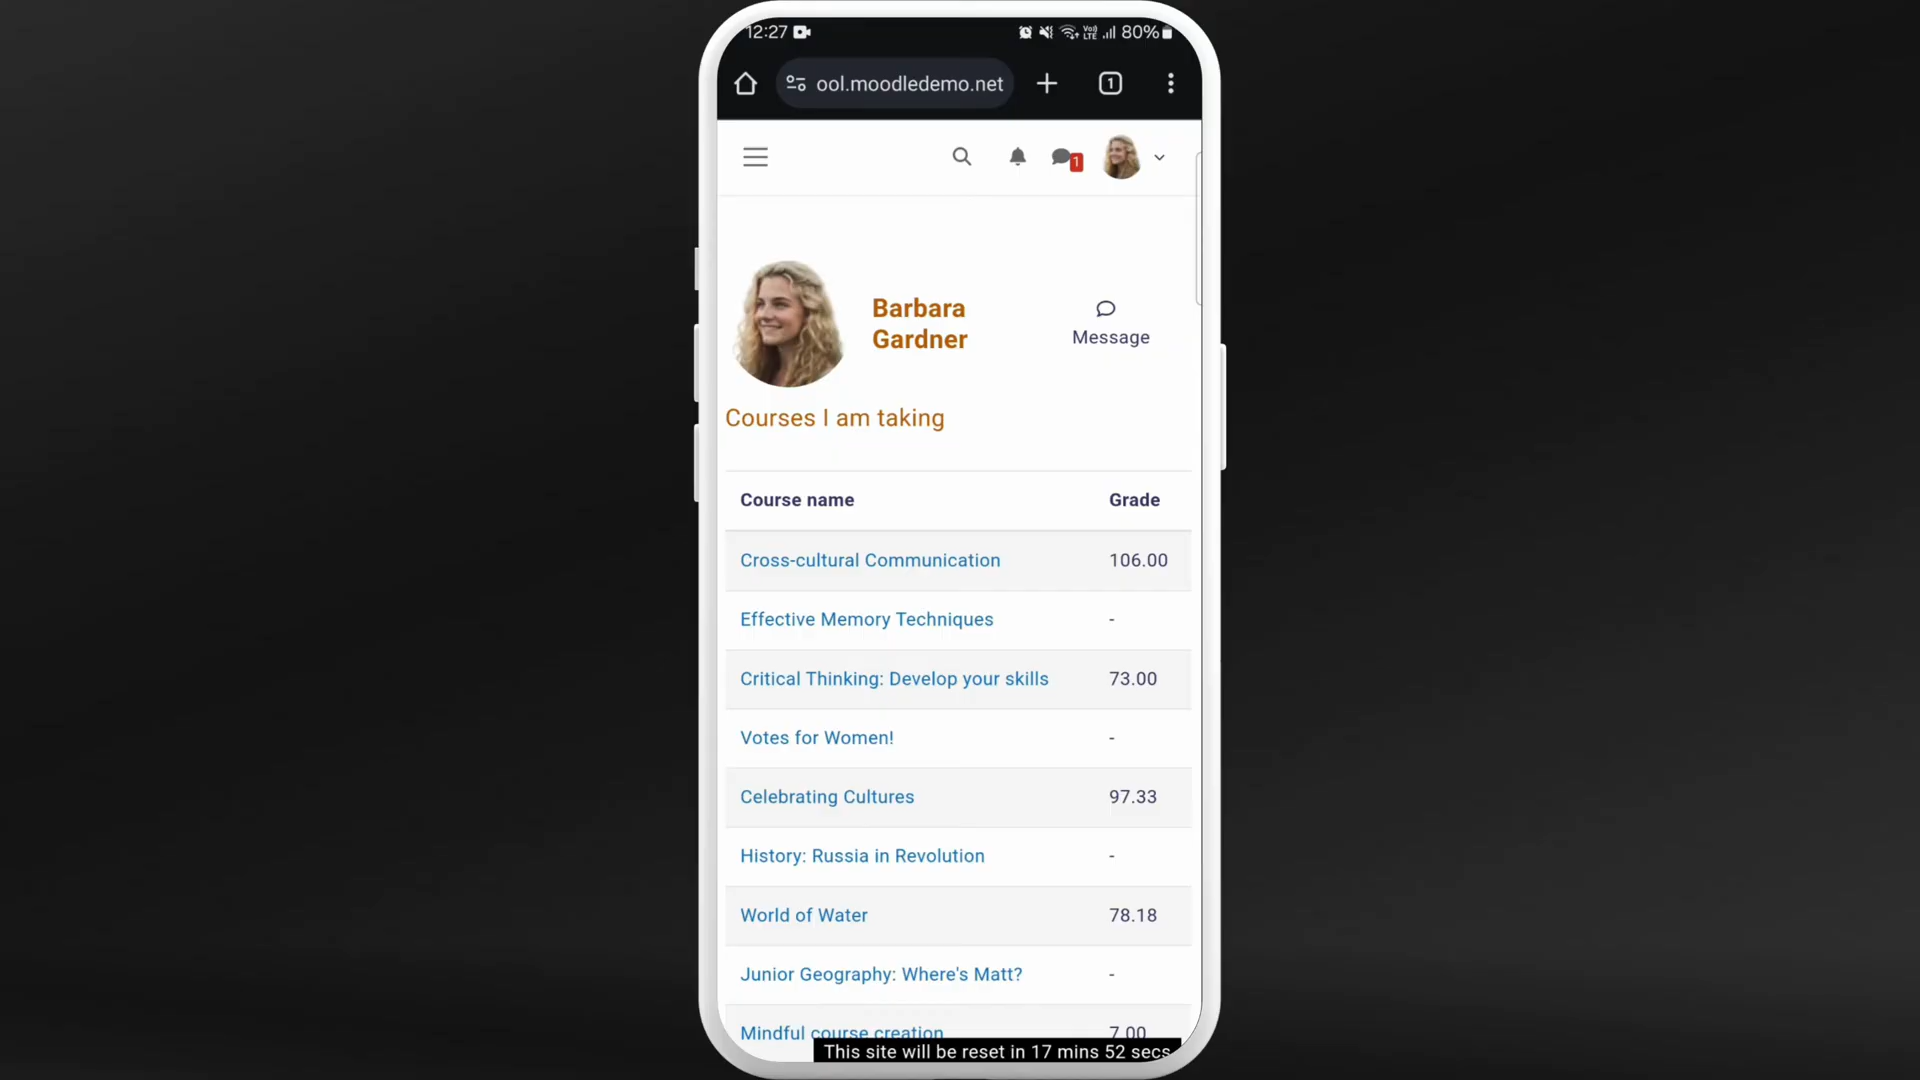 12:27 Vo) LTE 80%
ool.moodledemo.net 1
1
Barbara
Gardner
Message
Courses I am taking
Course name Grade
Cross-cultural Communication 106.00
Effective Memory Techniques -
Critical Thinking: Develop your skills 73.00
Votes for Women! -
Celebrating Cultures 97.33
History: Russia in Revolution -
World of Water 78.18
Junior Geography: Where's Matt? -
Mindful course creation 7.00
This site will be reset in 17 mins 52 secs